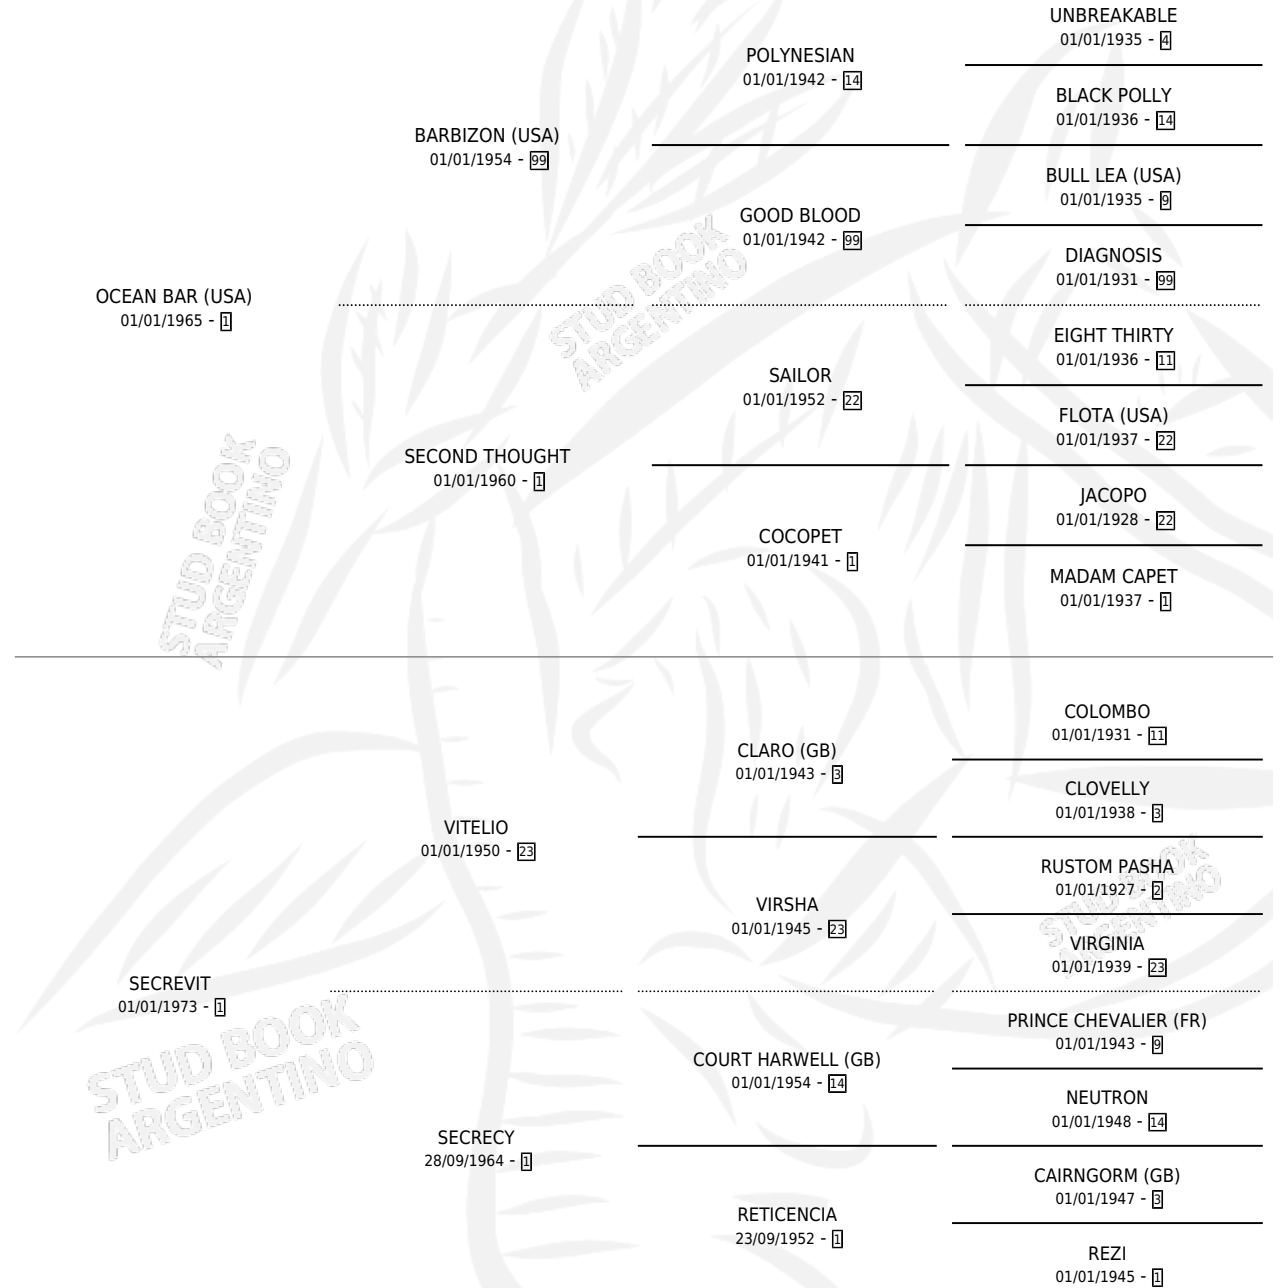 UNBREAKABLE
01/01/1935 - 4
POLYNESIAN
01/01/1942 - 14
BLACK POLLY
01/01/1936 - 14
BARBIZON (USA)
01/01/1954 - 99
BULL LEA (USA)
01/01/1935 - 9
GOOD BLOOD
01/01/1942 - 99
DIAGNOSIS
01/01/1931 - 99
OCEAN BAR (USA)
01/01/1965 - 1
STUD BOOK
ARGENTINO
EIGHT THIRTY
01/01/1936 - 11
SAILOR
01/01/1952 - 22
FLOTA (USA)
01/01/1937 - 22
SECOND THOUGHT
01/01/1960 - 1
JACOPO
01/01/1928 - 22
COCOPET
01/01/1941 - 1
MADAM CAPET
01/01/1937 - 1
STUD BOOK
ARGENTINO
COLOMBO
01/01/1931 - 11
CLARO (GB)
01/01/1943 - 3
CLOVELLY
01/01/1938 - 3
VITELIO
01/01/1950 - 23
RUSTOM PASHA
01/01/1927 - 2
VIRSHA
01/01/1945 - 23
VIRGINIA
01/01/1939 - 23
STUD BOOK
ARGENTINO
SECREVIT
01/01/1973 - 1
PRINCE CHEVALIER (FR)
01/01/1943 - 9
COURT HARWELL (GB)
01/01/1954 - 14
NEUTRON
01/01/1948 - 14
STUD BOOK
ARGENTINO
SECRECY
28/09/1964 - 1
CAIRNGORM (GB)
01/01/1947 - 3
RETICENCIA
23/09/1952 - 1
REZI
01/01/1945 - 1